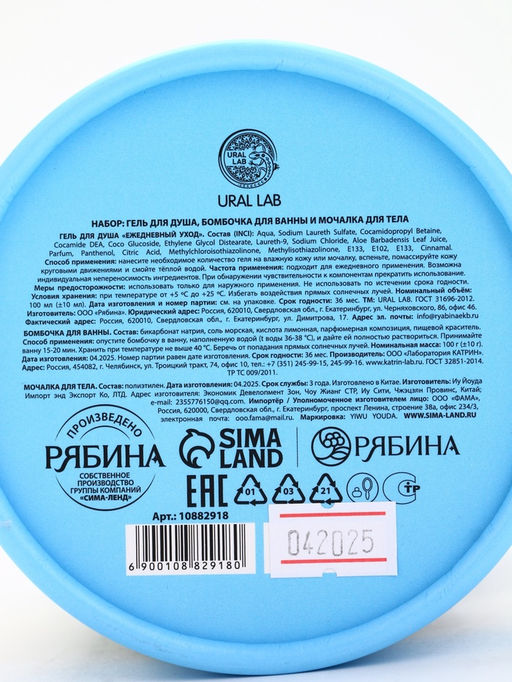 URAL
LAB
URAL LAB
НАБОР: ГЕЛЬ ДЛЯ ДУША, БОМБОЧКА ДЛЯ ВАННЫ И МОЧАЛКА ДЛЯ ТЕЛА
ГЕЛЬ ДЛЯ ДУША «ЕЖЕДНЕВНЫЙ УХОД». Состав (INCI): Aqua, Sodium Laureth Sulfate, Cocamidopropyl Betaine,
Cocamide DEA, Coco Glucoside, Ethylene Glycol Distearate, Laureth-9, Sodium Chloride, Aloe Barbadensis Leaf Juice,
Parfum, Panthenol, Citric Acid, Methylchloroisothiazolinone, Methylisothiazolinone, E133, E102, E133, Cinnamal.
Способ применения: нанесите необходимое количество геля на влажную кожу или мочалку, вспеньте, помассируйте кожу
круговыми движениями и смойте тёплой водой. Частота применения: подходит для ежедневного применения. Возможна
индивидуальная непереносимость ингредиентов. При возникновении чувствительности к компонентам прекратить использование.
Меры предосторожности: использовать только для наружного применения. Не использовать по истечении срока годности.
Условия хранения: при температуре от +5 °C до +25 °C. Избегать воздействия прямых солнечных лучей. Номинальный объём:
100 мл (±10 мл). Дата изготовления и номер партии: см. на упаковке. Срок годности: 36 мес. ТМ: URAL LAB. ГОСТ 31696-2012.
Изготовитель: ООО «Рябина». Юридический адрес: Россия, 620010, Свердловская обл., г. Екатеринбург, ул. Черняховского, 86, оф. 41.
Фактический адрес: Россия, 620010, Свердловская обл., г. Екатеринбург, ул. Димитрова, 17. Адрес эл. почты: info@ryabinaekb.ru
ТР ТС 009/2011.
БОМБОЧКА ДЛЯ ВАННЫ. Состав: бикарбонат натрия, соль морская, кислота лимонная, парфюмерная композиция, пищевой краситель.
Способ применения: опустите бомбочку в ванну, наполненной водой (t воды 36-38 °C), и дайте ей полностью раствориться. Принимайте
ванну 15-20 мин. Хранить при температуре не выше 40 °C. Беречь от попадания прямых солнечных лучей. Номинальная масса: 100 г (±10 г).
Дата изготовления: 04.2025. Номер партии равен дате изготовления. Срок годности: 36 мес. Производитель: ООО «Лаборатория КАТРИН».
Адрес: Россия, 454082, г. Челябинск, ул. Троицкий тракт, 74, офис 10, тел.: +7 (351) 245-99-15, 245-99-16. www.katrin-lab.ru. ГОСТ 32851-2014.
ТР ТС 009/2011.
МОЧАЛКА ДЛЯ ТЕЛА. Состав: полиэтилен. Дата изготовления: 04.2025. Срок службы: 3 года. Изготовлено в Китае. Изготовитель: Иу Йоуда
Импорт энд Экспорт Ко, ЛТД. Адрес изготовителя: Экономик Девелопмент Зон, Чоу Жианг СТР, Иу Сити, Чжэцзян Провинс, Китай;
e-mail: 2355776150@qq.com. Импортёр / Уполномоченное изготовителем лицо: ООО «ФАМА»,
Россия, 620000, Свердловская обл., г. Екатеринбург, проспект Ленина, строение 38а, офис 234/3,
электронная почта: ooo.fama@mail.ru. Маркировка: YIWU YOUDA. WWW.SIMA-LAND.RU
ПРОИЗВЕДЕНО
РЯБИНА
СОБСТВЕННОЕ
ПРОИЗВОДСТВО
ГРУППЫ КОМПАНИЙ
«СИМА-ЛЕНД»
SIMA
LAND
РЯБИНА
EAC
01
03
21
ТР
Арт.: 10882918
6 900108 829180
042025